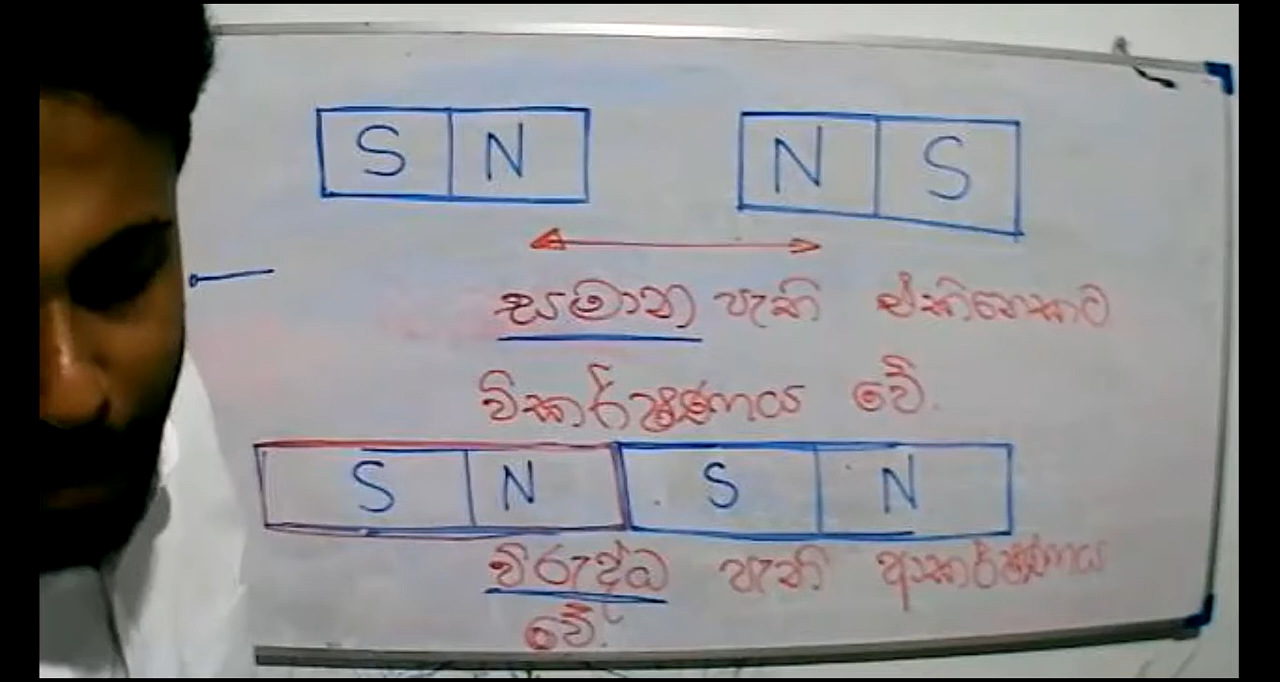 S N N S
සමාන පැති එකිනෙකට
විකර්ෂණය වේ.
S N S N
විරුද්ධ පැති ආකර්ෂණය
වේ.